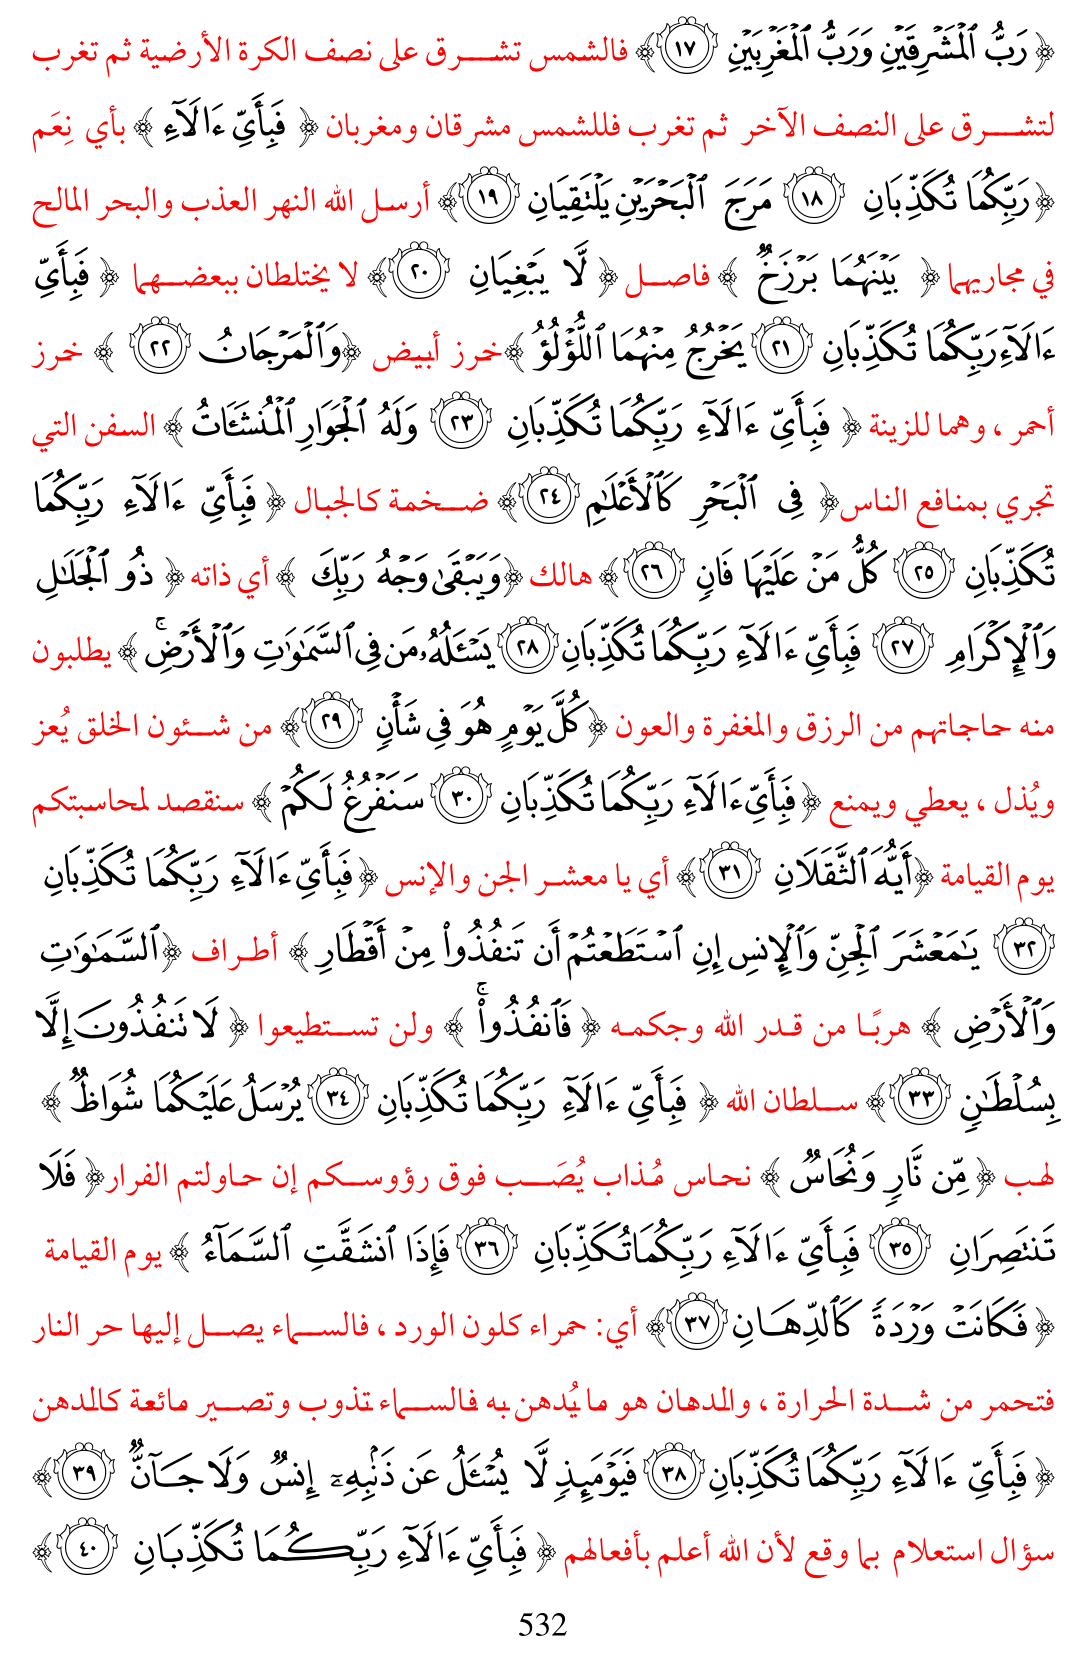 ﴿ رَبُّ ٱلْمَشْرِقَيْنِ وَرَبُّ ٱلْمَغْرِبَيْنِ ١٧﴾ فالشمس تشرق على نصف الكرة الأرضية ثم تغرب
لتشرق على النصف الآخر ثم تغرب فللشمس مشرقان ومغربان ﴿ فَبِأَيِّ ءَالَآءِ ﴾ بأي نِعَم
﴿رَبِّكُمَا تُكَذِّبَانِ ١٨ مَرَجَ ٱلْبَحْرَيْنِ يَلْتَقِيَانِ ١٩﴾ أرسل الله النهر العذب والبحر المالح
في مجاريهما ﴿ بَيْنَهُمَا بَرْزَخٌ ﴾ فاصل ﴿ لَّا يَبْغِيَانِ ٢٠﴾ لا يختلطان ببعضهما ﴿ فَبِأَيِّ
ءَالَآءِ رَبِّكُمَا تُكَذِّبَانِ ٢١ يَخْرُجُ مِنْهُمَا ٱللُّؤْلُؤُ ﴾خرز أبيض ﴿وَٱلْمَرْجَانُ ٢٢ ﴾ خرز
أحمر ، وهما للزينة ﴿ فَبِأَيِّ ءَالَآءِ رَبِّكُمَا تُكَذِّبَانِ ٢٣ وَلَهُ ٱلْجَوَارِ ٱلْمُنشَـَٔاتُ ﴾ السفن التي
تجري بمنافع الناس﴿ فِى ٱلْبَحْرِ كَٱلْأَعْلَـٰمِ ٢٤﴾ ضخمة كالجبال ﴿ فَبِأَيِّ ءَالَآءِ رَبِّكُمَا
تُكَذِّبَانِ ٢٥ كُلُّ مَنْ عَلَيْهَا فَانٍ ٢٦﴾ هالك ﴿وَيَبْقَىٰ وَجْهُ رَبِّكَ ﴾ أي ذاته ﴿ ذُو ٱلْجَلَـٰلِ
وَٱلْإِكْرَامِ ٢٧ فَبِأَيِّ ءَالَآءِ رَبِّكُمَا تُكَذِّبَانِ ٢٨ يَسْـَٔلُهُۥ مَن فِى ٱلسَّمَـٰوَٰتِ وَٱلْأَرْضِ ۚ ﴾ يطلبون
منه حاجاتهم من الرزق والمغفرة والعون ﴿كُلَّ يَوْمٍ هُوَ فِى شَأْنٍ ٢٩﴾ من شئون الخلق يُعز
ويُذل ، يعطي ويمنع ﴿ فَبِأَيِّ ءَالَآءِ رَبِّكُمَا تُكَذِّبَانِ ٣٠ سَنَفْرُغُ لَكُمْ ﴾ سنقصد لمحاسبتكم
يوم القيامة ﴿أَيُّهَ ٱلثَّقَلَانِ ٣١﴾ أي يا معشر الجن والإنس ﴿ فَبِأَيِّ ءَالَآءِ رَبِّكُمَا تُكَذِّبَانِ
٣٢ يَـٰمَعْشَرَ ٱلْجِنِّ وَٱلْإِنسِ إِنِ ٱسْتَطَعْتُمْ أَن تَنفُذُوا۟ مِنْ أَقْطَارِ ﴾ أطراف ﴿ٱلسَّمَـٰوَٰتِ
وَٱلْأَرْضِ ﴾ هربًا من قدر الله وحكمه ﴿ فَٱنفُذُوا۟ ۚ ﴾ ولن تستطيعوا ﴿ لَا تَنفُذُونَ إِلَّا
بِسُلْطَـٰنٍ ٣٣﴾ سلطان الله ﴿ فَبِأَيِّ ءَالَآءِ رَبِّكُمَا تُكَذِّبَانِ ٣٤ يُرْسَلُ عَلَيْكُمَا شُوَاظٌ ﴾
لهب ﴿ مِّن نَّارٍ وَنُحَاسٌ ﴾ نحاس مُذاب يُصَب فوق رؤوسكم إن حاولتم الفرار﴿ فَلَا
تَنتَصِرَانِ ٣٥ فَبِأَيِّ ءَالَآءِ رَبِّكُمَا تُكَذِّبَانِ ٣٦ فَإِذَا ٱنشَقَّتِ ٱلسَّمَآءُ ﴾ يوم القيامة
﴿ فَكَانَتْ وَرْدَةً كَٱلدِّهَانِ ٣٧﴾ أي: حمراء كلون الورد ، فالسماء يصل إليها حر النار
فتحمر من شدة الحرارة ، والدهان هو ما يُدهن به فالسماء تذوب وتصير مائعة كالدهن
﴿ فَبِأَيِّ ءَالَآءِ رَبِّكُمَا تُكَذِّبَانِ ٣٨ فَيَوْمَئِذٍ لَّا يُسْـَٔلُ عَن ذَنۢبِهِۦٓ إِنسٌ وَلَا جَآنٌّ ٣٩﴾
سؤال استعلام بما وقع لأن الله أعلم بأفعالهم ﴿ فَبِأَيِّ ءَالَآءِ رَبِّكُمَا تُكَذِّبَانِ ٤٠﴾
532